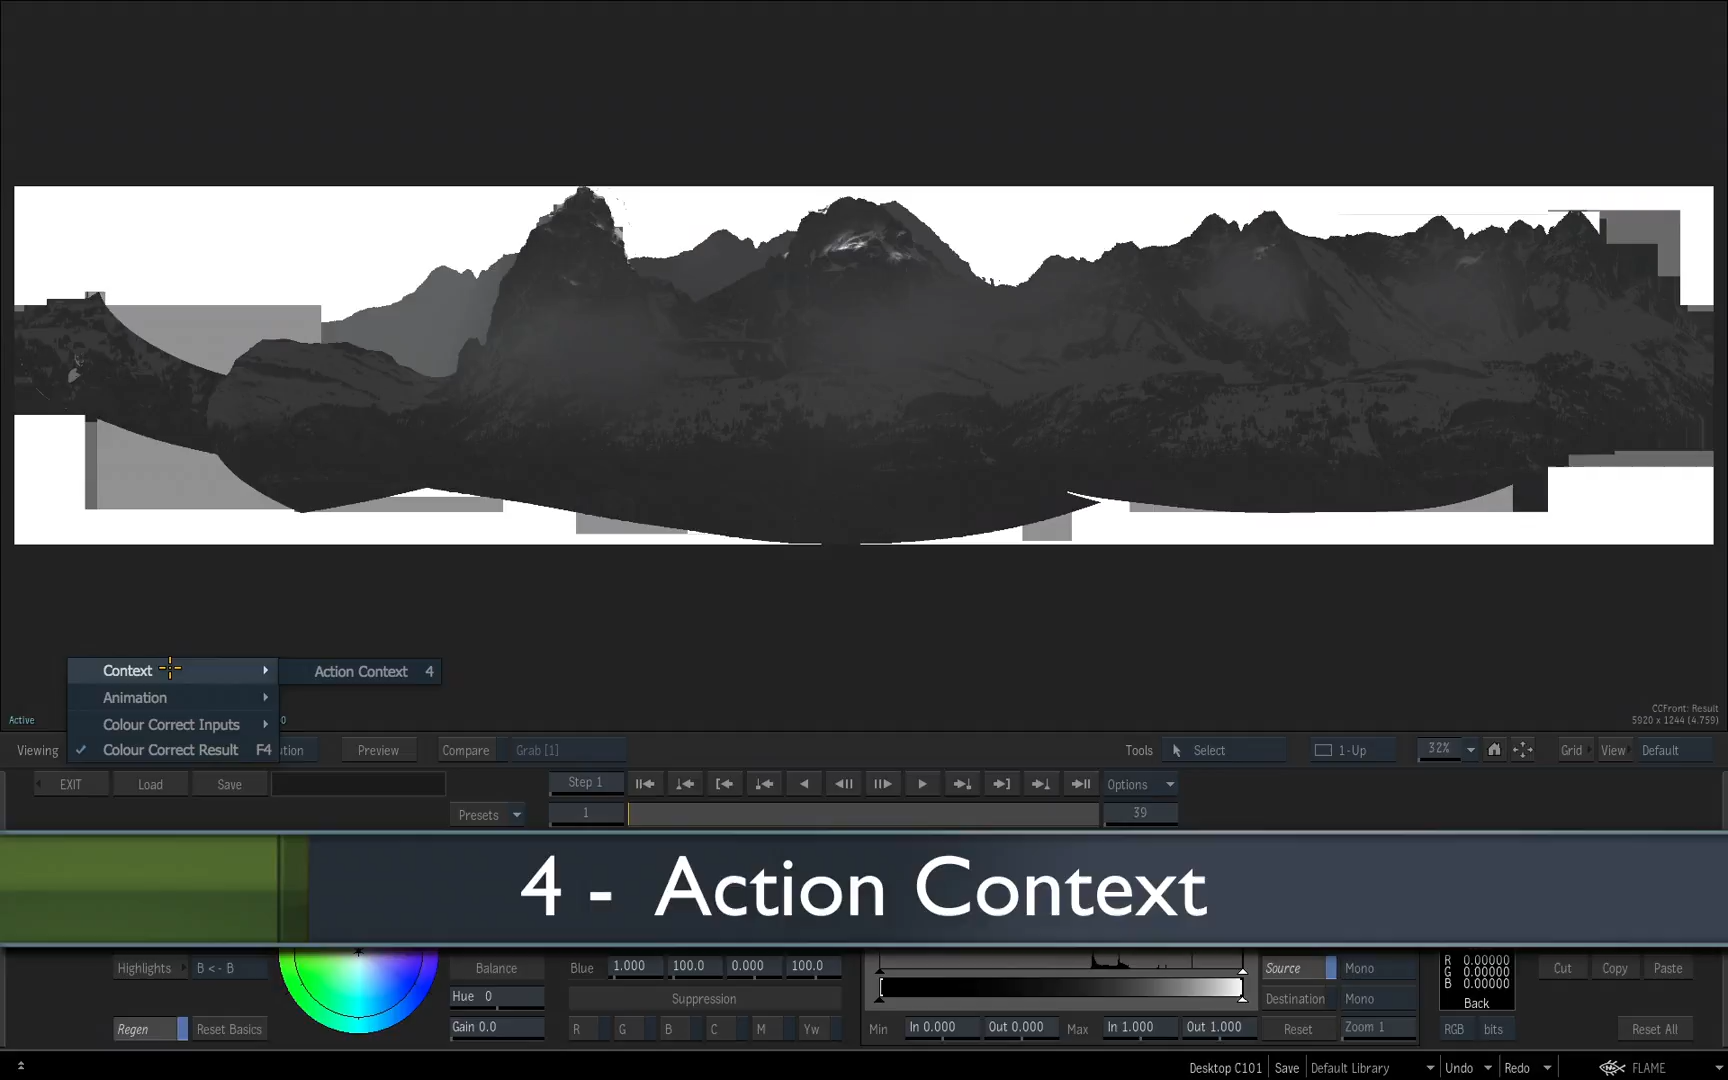 Context Action Context 4
Animation
Colour Correct Inputs
Colour Correct Result F4
Active
CCFront: Result
5920 x 1244 (4.759)
Viewing Preview Compare Grab [1] Tools Select 1-Up 32% Grid View Default
EXIT Load Save Step 1 Options
Presets 1 39
4 - Action Context
Highlights B <- B Balance Blue 1.000 100.0 0.000 100.0 Source Mono R 0.00000 Cut Copy Paste
G 0.00000
B 0.00000
Hue 0 Suppression Destination Mono Back
Regen Reset Basics Gain 0.0 R G B C M Yw Min In 0.000 Out 0.000 Max In 1.000 Out 1.000 Reset Zoom 1 RGB bits Reset All
Desktop C101 Save Default Library Undo Redo FLAME